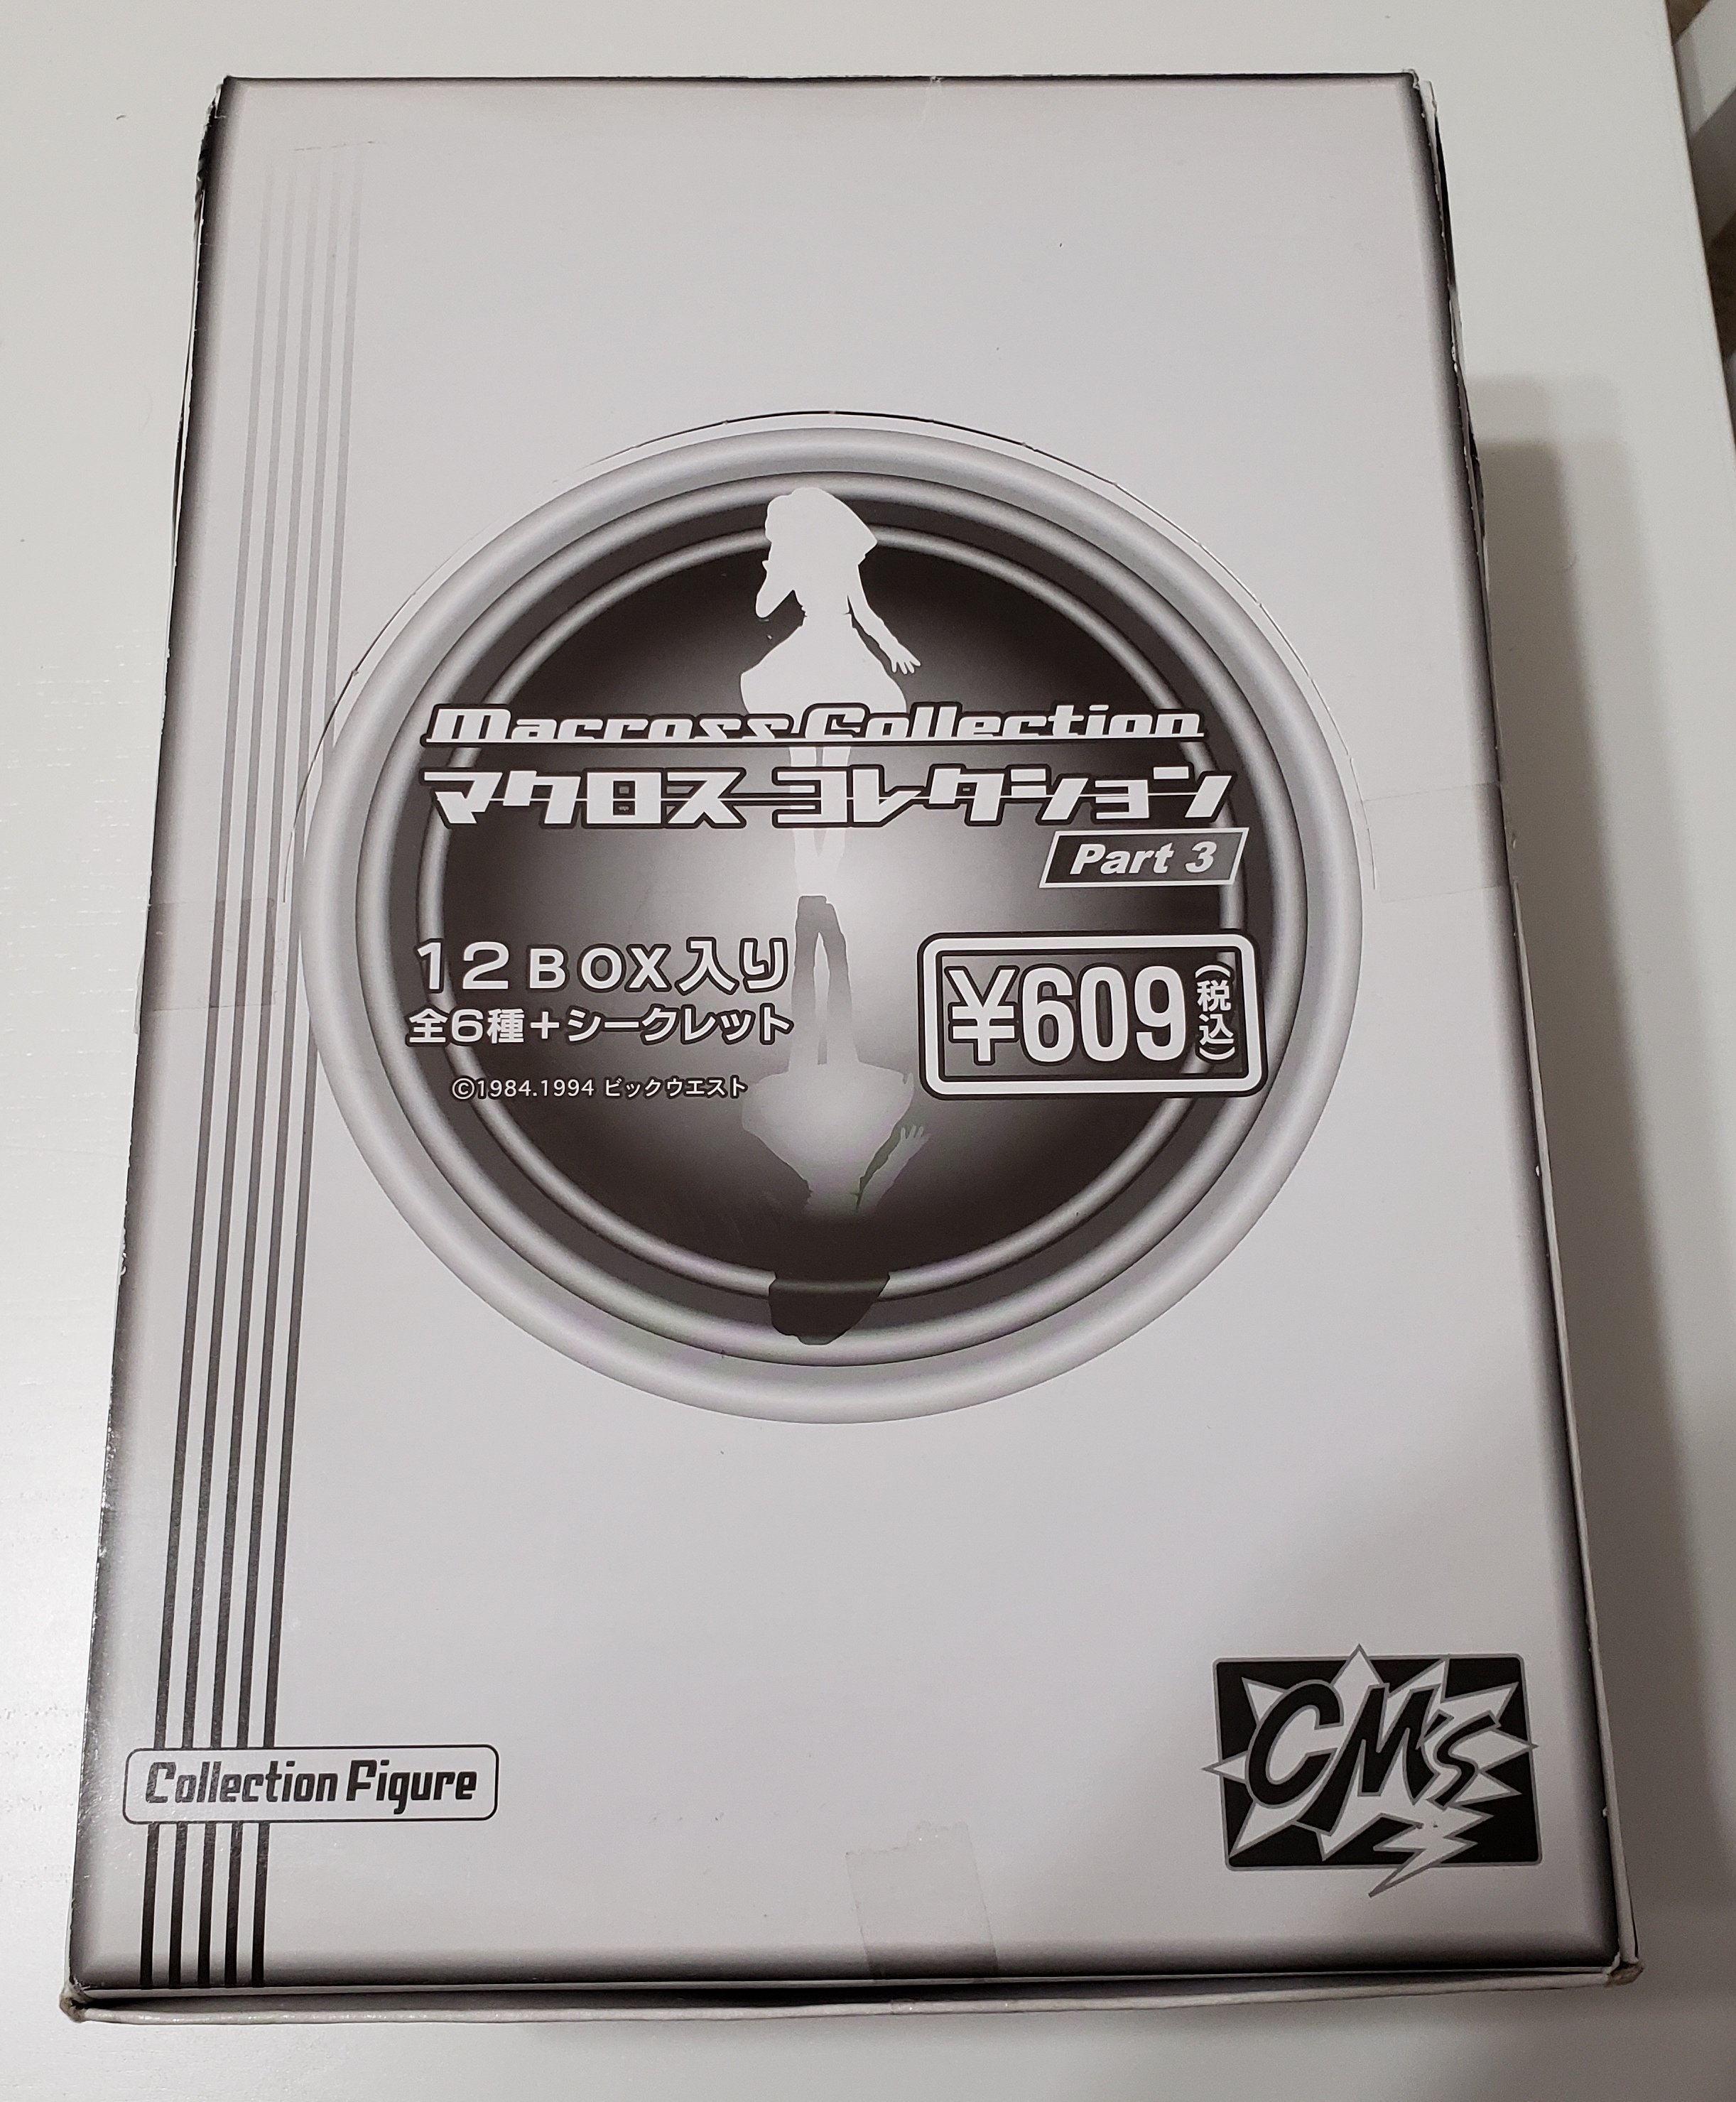 Macross Collection
マクロス コレクション
Part 3
12BOX入り
全6種＋シークレット
¥609(税込)
©1984.1994 ビックウエスト
Collection Figure
CM's